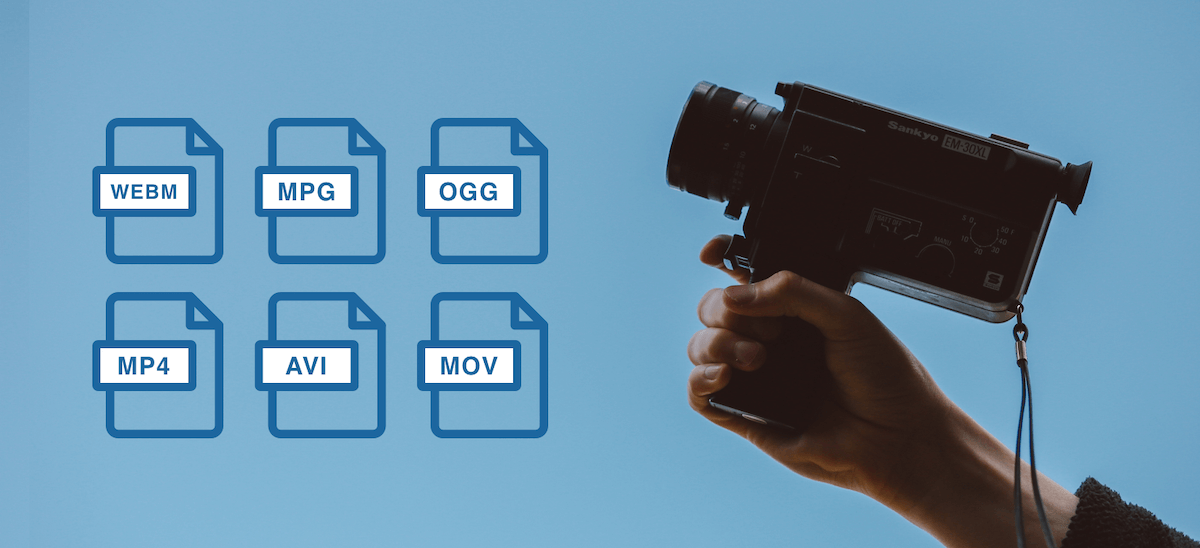 WEBM
MPG
OGG
MP4
AVI
MOV
Sankyo
EM-30XL
W
T